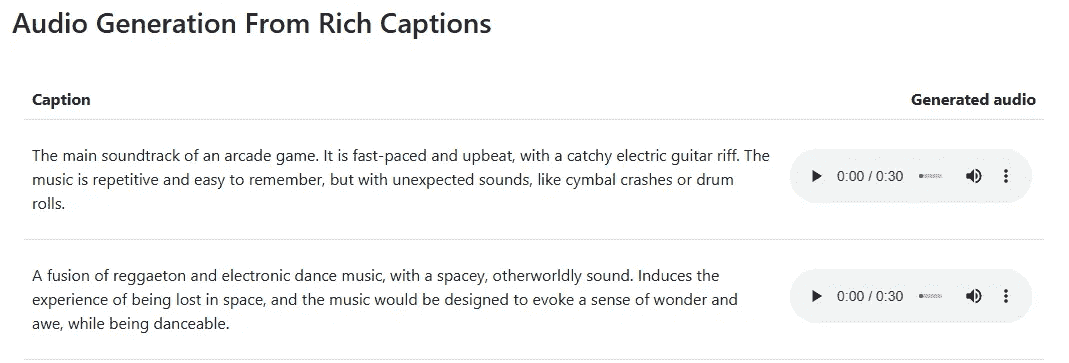 Audio Generation From Rich Captions
Caption
Generated audio
The main soundtrack of an arcade game. It is fast-paced and upbeat, with a catchy electric guitar riff. The
music is repetitive and easy to remember, but with unexpected sounds, like cymbal crashes or drum
rolls.
0:00 / 0:30
A fusion of reggaeton and electronic dance music, with a spacey, otherworldly sound. Induces the
experience of being lost in space, and the music would be designed to evoke a sense of wonder and
awe, while being danceable.
0:00 / 0:30